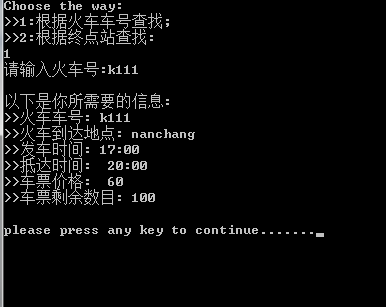 Choose the way:
>>1:根据火车车号查找;
>>2:根据终点站查找:
1
请输入火车号:k111
以下是你所需要的信息:
>>火车车号: k111
>>火车到达地点: nanchang
>>发车时间: 17:00
>>抵达时间:  20:00
>>车票价格:  60
>>车票剩余数目: 100
please press any key to continue.......